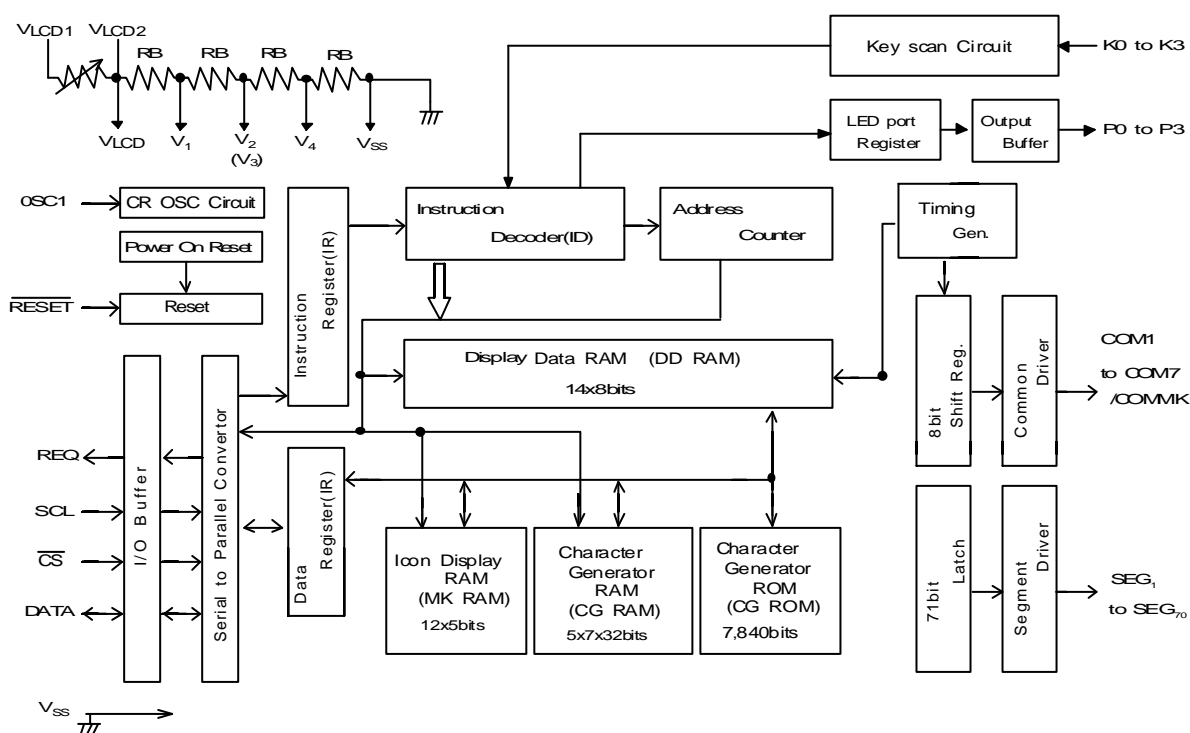 VLCD1 VLCD2
RB RB RB RB
VLCD V1 V2 V4 VSS
(V3)
Key scan Circuit
K0 to K3
LED port
Register
Output
Buffer
P0 to P3
OSC1
CR OSC Circuit
Power On Reset
RESET
Reset
Instruction
Register(IR)
Instruction
Decoder(ID)
Address
Counter
Timing
Gen.
Display Data RAM (DD RAM)
14x8bits
8bit
Shift Reg.
Common Driver
COM1
to COM7
/COMMK
REQ
SCL
CS
DATA
I/O Buffer
Serial to Parallel Convertor
Data
Register(IR)
Icon Display
RAM
(MK RAM)
12x5bits
Character
Generator
RAM
(CG RAM)
5x7x32bits
Character
Generator
ROM
(CG ROM)
7,840bits
71bit
Latch
Segment Driver
SEG1
to SEG70
VSS